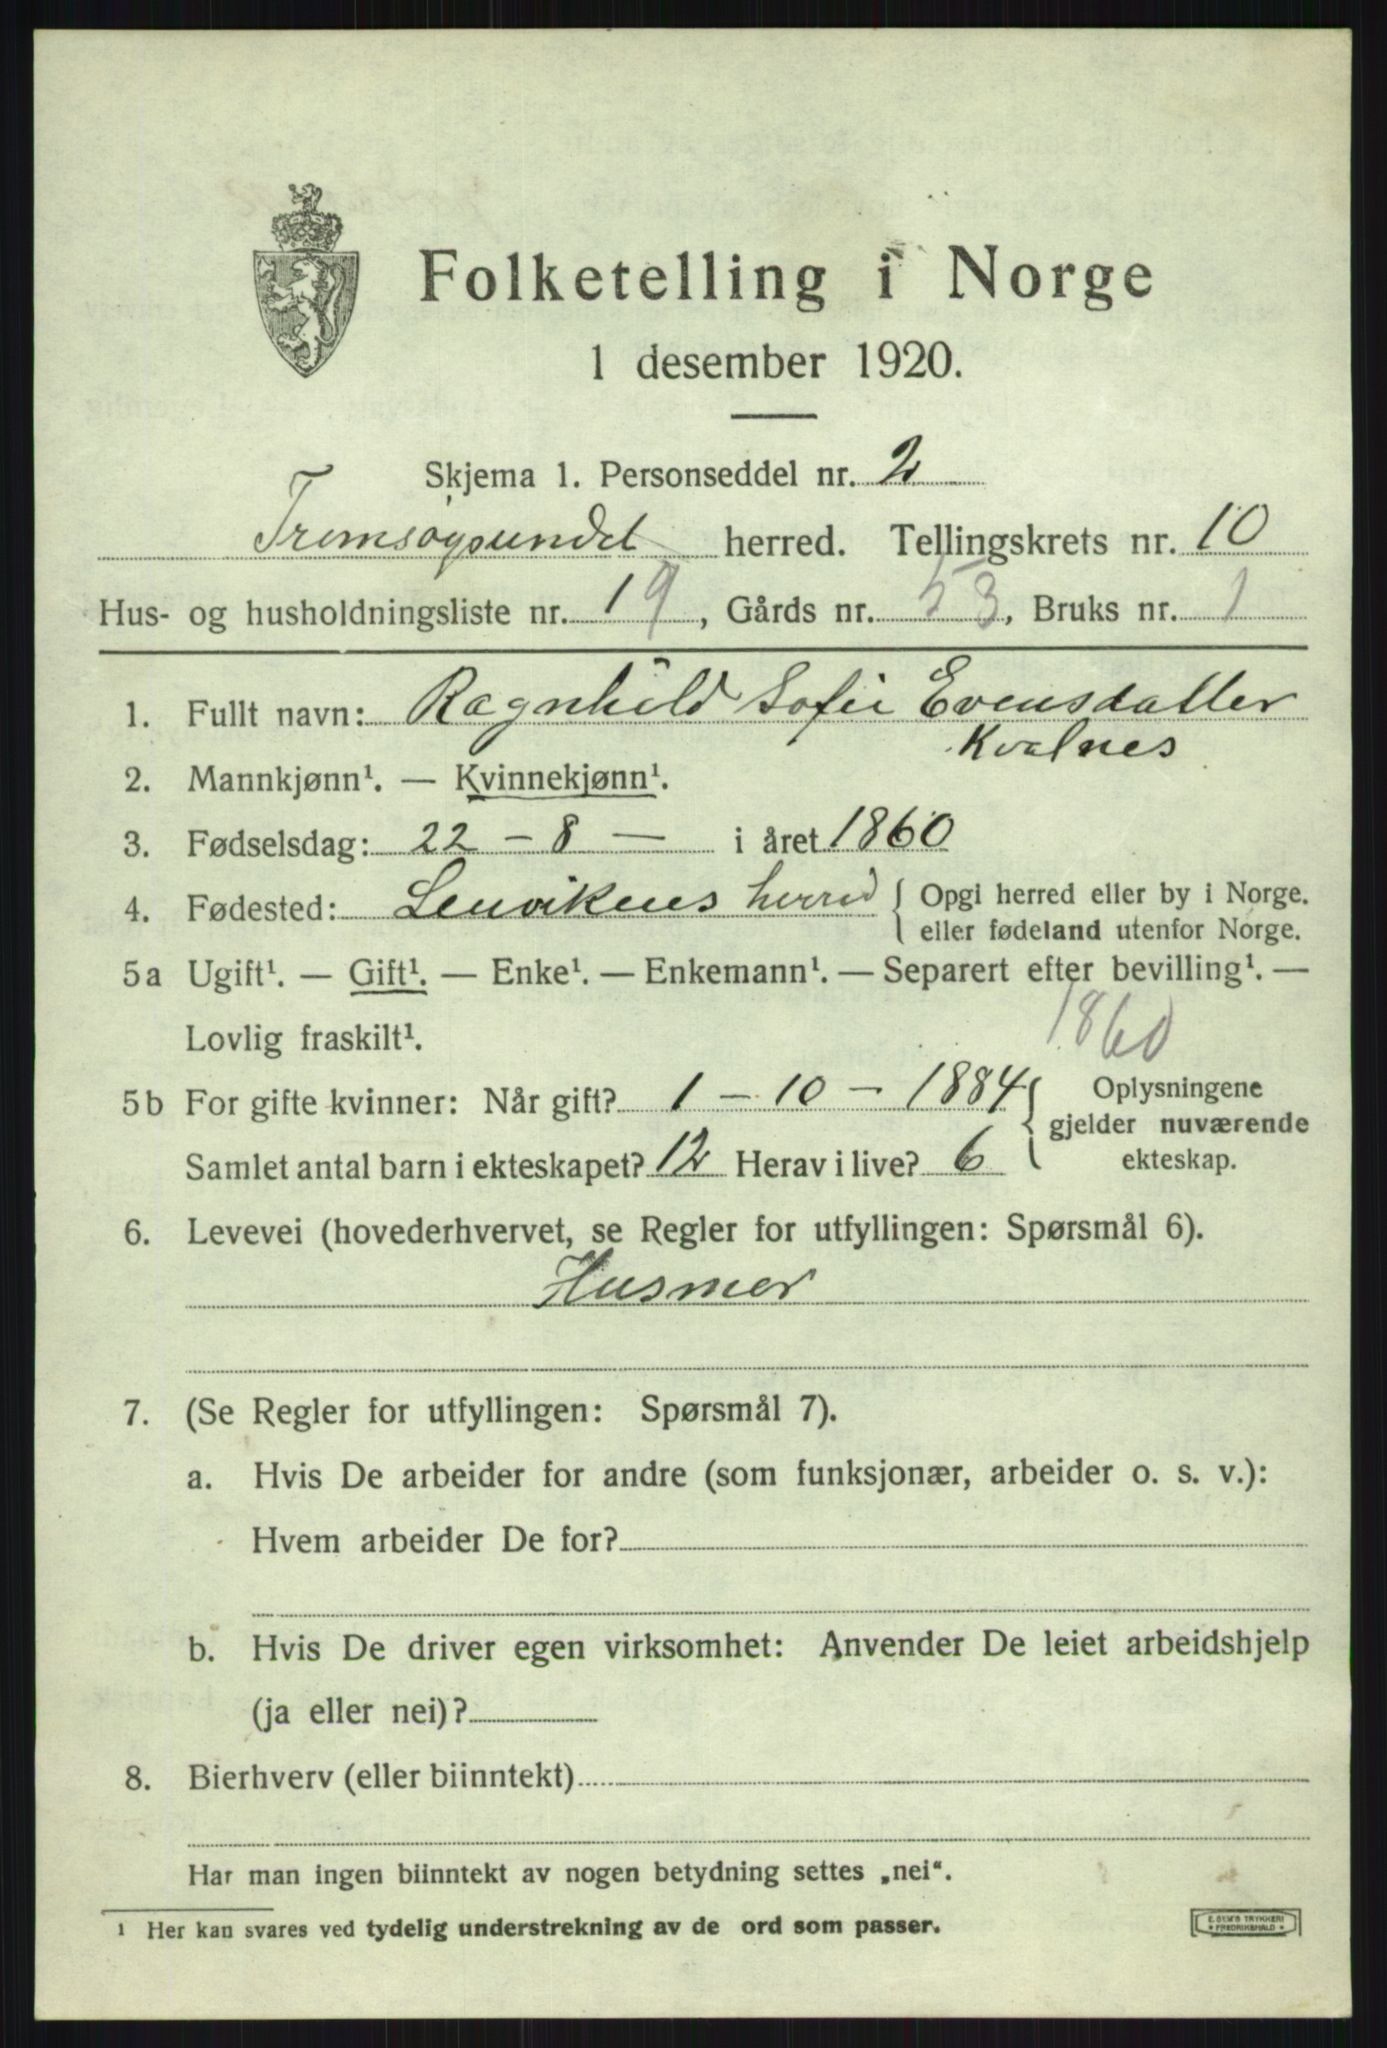 Folketelling i Norge
1 desember 1920.
Skjema 1. Personseddel nr. 2
Tromsøysundet herred. Tellingskrets nr. 10
Hus- og husholdningsliste nr. 19, Gårds nr. 53, Bruks nr. 1
1. Fullt navn: Ragnhild Sofie Evensdatter
Kvalnes
2. Mannkjønn¹. — Kvinnekjønn¹.
3. Fødselsdag: 22 - 8 — i året 1860
4. Fødested: Lenvikens herred { Opgi herred eller by i Norge.
eller fødeland utenfor Norge.
5a Ugift¹. — Gift¹. — Enke¹. — Enkemann¹. — Separert efter bevilling¹. —
Lovlig fraskilt¹. 1860
5b For gifte kvinner: Når gift? 1 - 10 - 1884 { Oplysningene
gjelder nuværende
Samlet antal barn i ekteskapet? 12 Herav i live? 6 ekteskap.
6. Levevei (hovederhvervet, se Regler for utfyllingen: Spørsmål 6).
Husmor
7. (Se Regler for utfyllingen: Spørsmål 7).
a. Hvis De arbeider for andre (som funksjonær, arbeider o. s. v.):
Hvem arbeider De for?
b. Hvis De driver egen virksomhet: Anvender De leiet arbeidshjelp
(ja eller nei)?
8. Bierhverv (eller biinntekt)
Har man ingen biinntekt av nogen betydning settes „nei“.
¹ Her kan svares ved tydelig understrekning av de ord som passer.
E. SEM'S TRYKKERI
FREDRIKSHALD